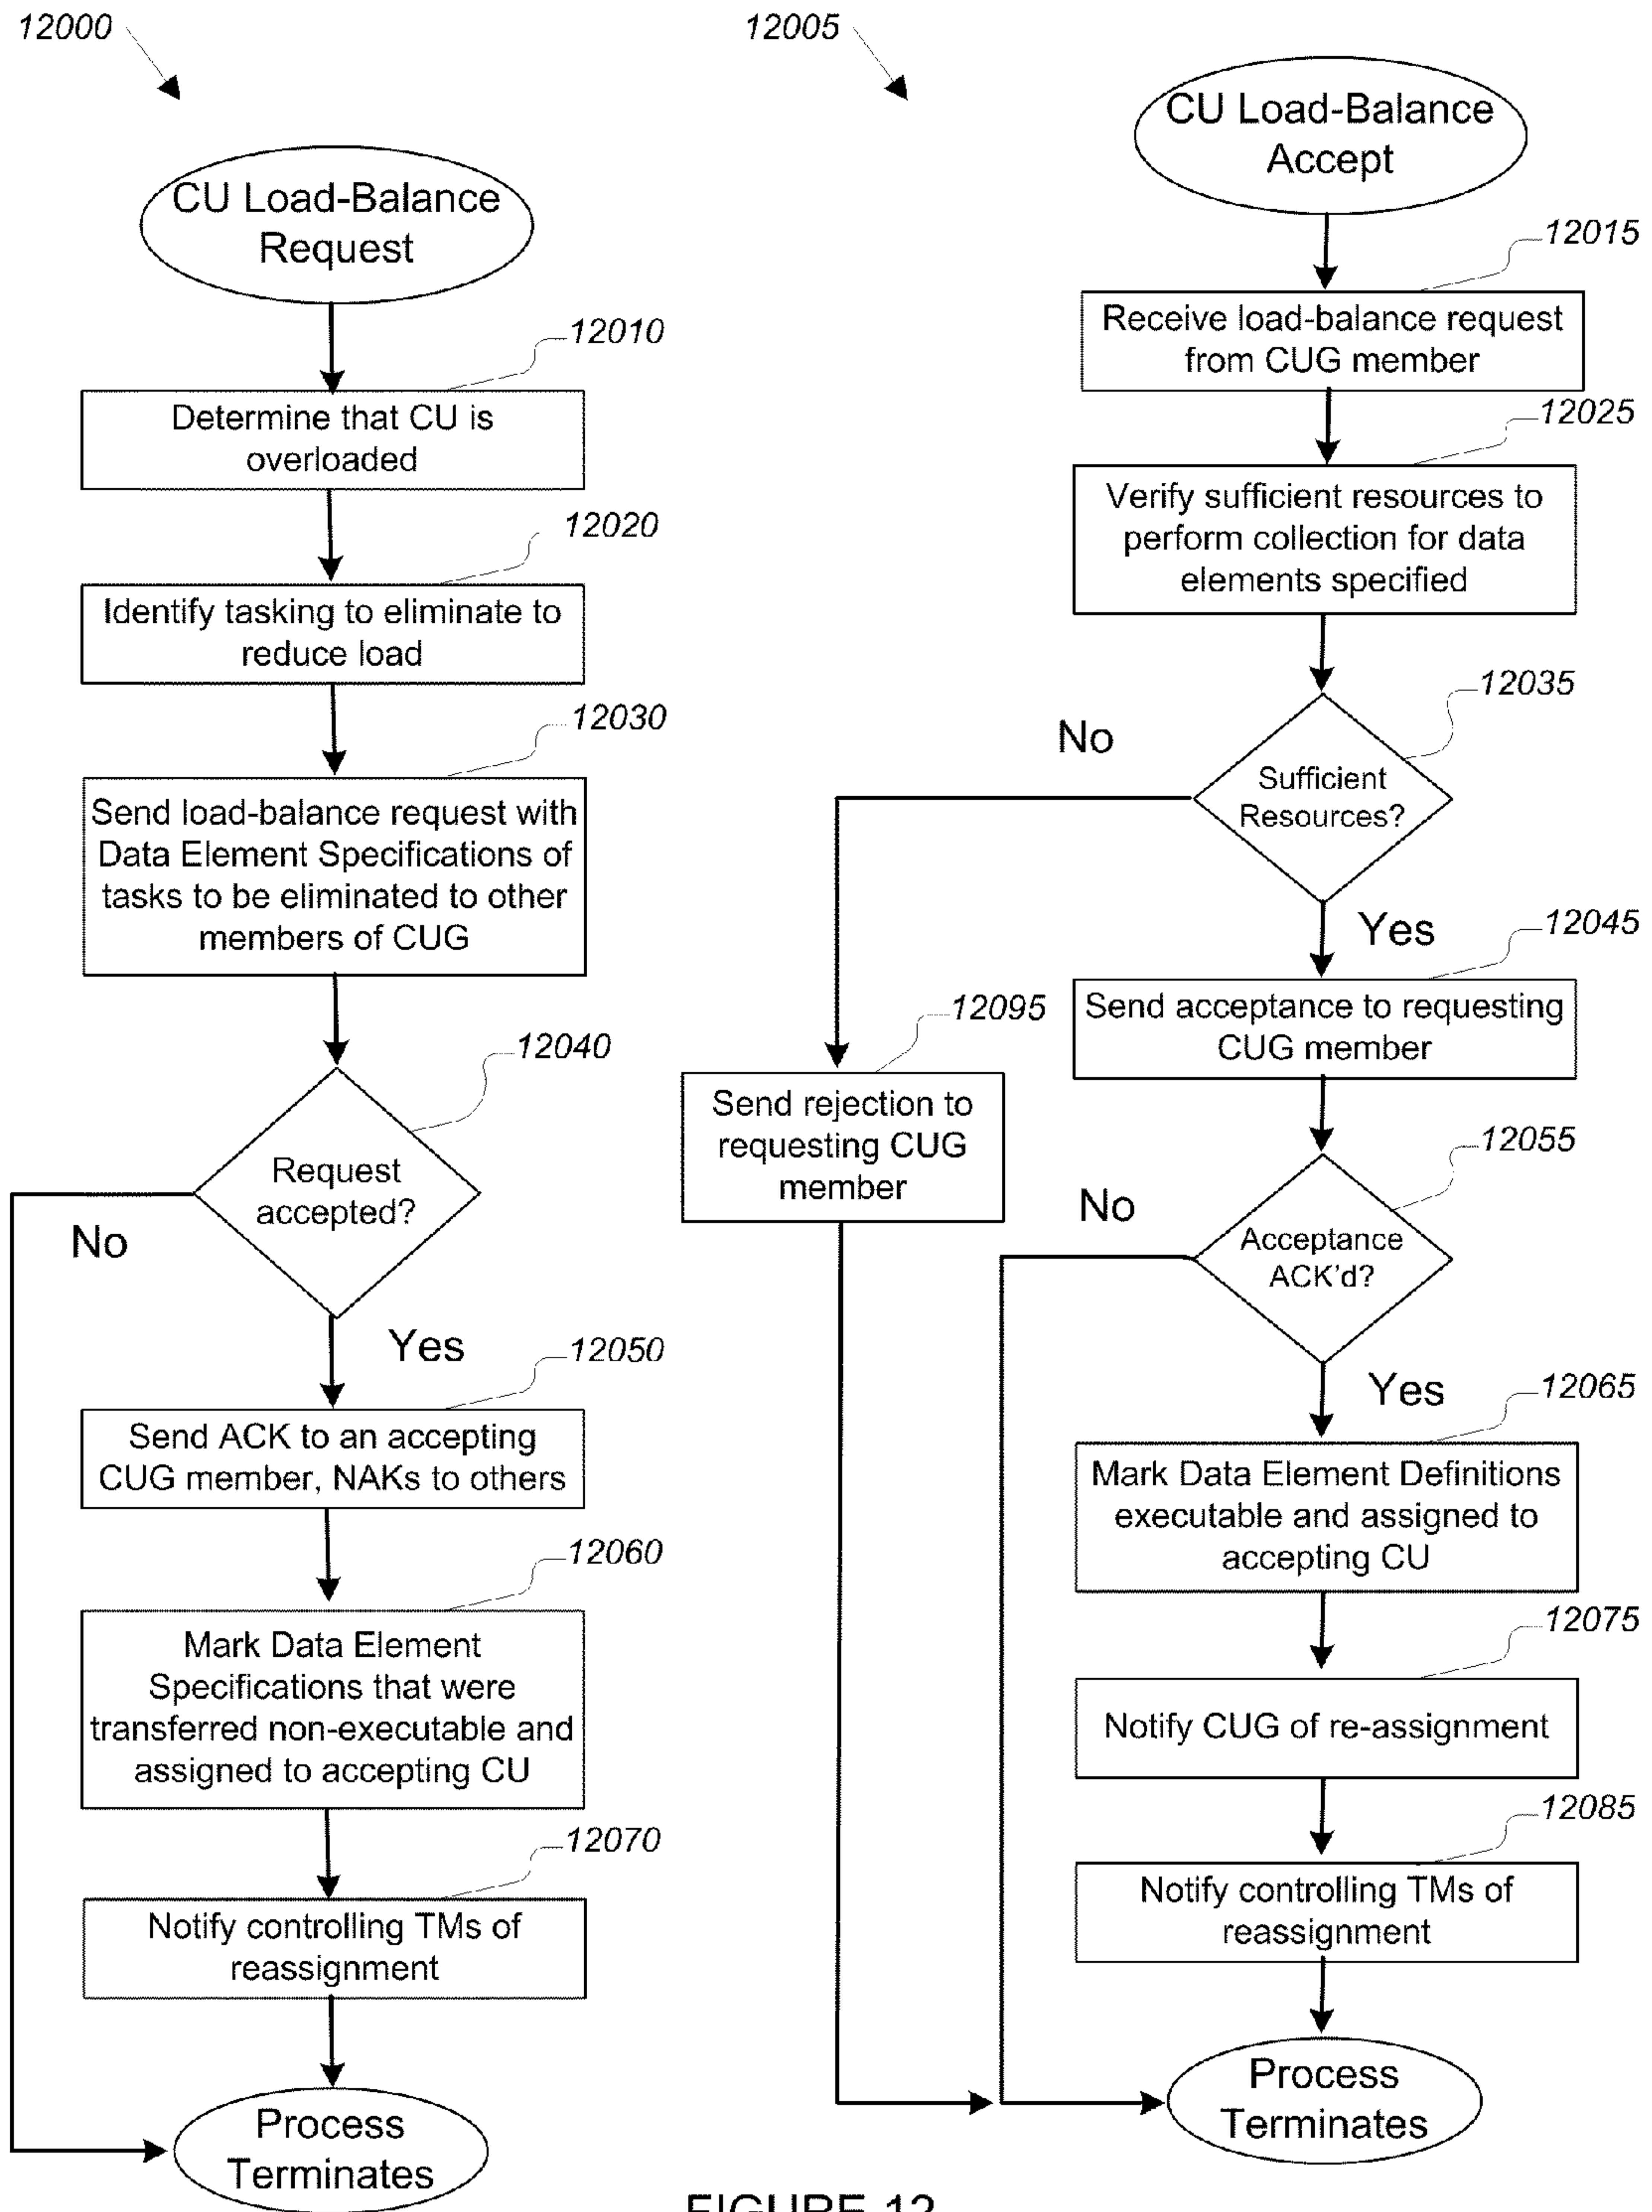 12000
CU Load-Balance
Request
12010
Determine that CU is
overloaded
12020
Identify tasking to eliminate to
reduce load
12030
Send load-balance request with
Data Element Specifications of
tasks to be eliminated to other
members of CUG
12040
Request
accepted?
No
Yes
12050
Send ACK to an accepting
CUG member, NAKs to others
12060
Mark Data Element
Specifications that were
transferred non-executable and
assigned to accepting CU
12070
Notify controlling TMs of
reassignment
Process
Terminates
12005
CU Load-Balance
Accept
12015
Receive load-balance request
from CUG member
12025
Verify sufficient resources to
perform collection for data
elements specified
12035
Sufficient
Resources?
No
Yes
12095
Send rejection to
requesting CUG
member
12045
Send acceptance to requesting
CUG member
12055
Acceptance
ACK'd?
No
Yes
12065
Mark Data Element Definitions
executable and assigned to
accepting CU
12075
Notify CUG of re-assignment
12085
Notify controlling TMs of
reassignment
Process
Terminates
FIGURE 12